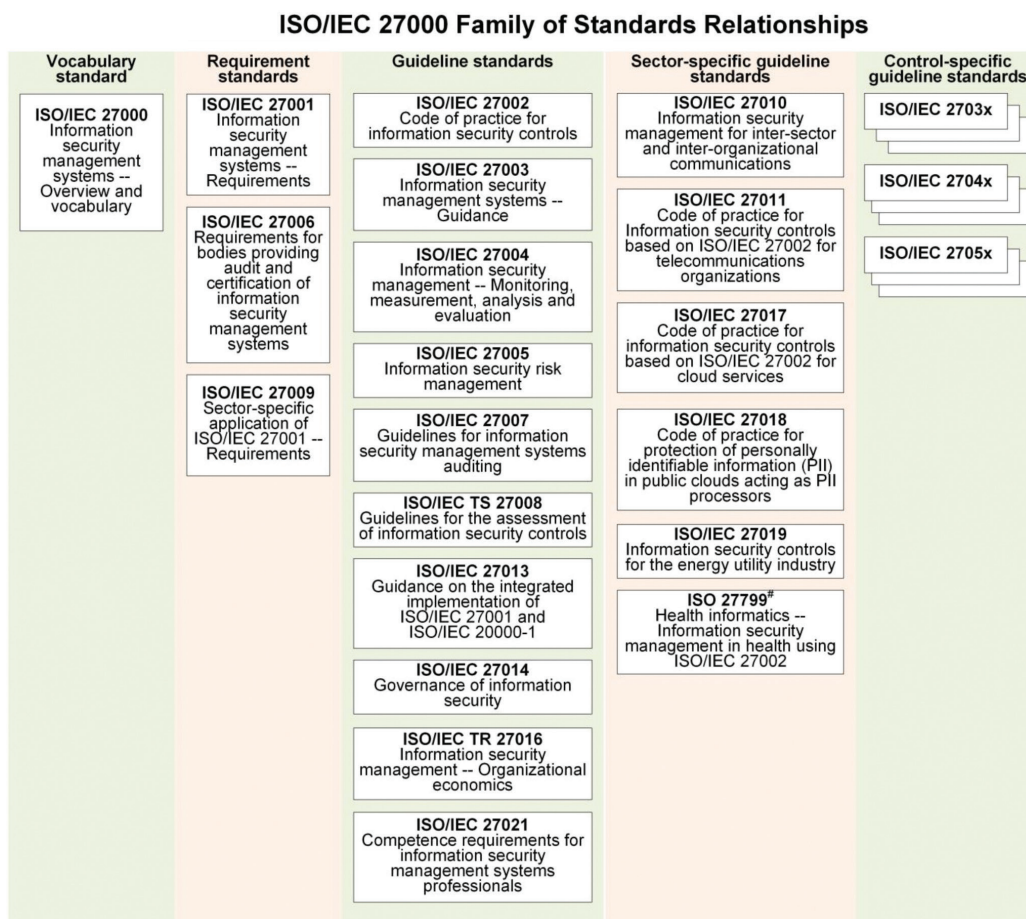 ISO/IEC 27000 Family of Standards Relationships
Vocabulary
standard
ISO/IEC 27000
Information
security
management
systems --
Overview and
vocabulary
Requirement
standards
ISO/IEC 27001
Information
security
management
systems --
Requirements
ISO/IEC 27006
Requirements for
bodies providing
audit and
certification of
information
security
management
systems
ISO/IEC 27009
Sector-specific
application of
ISO/IEC 27001 --
Requirements
Guideline standards
ISO/IEC 27002
Code of practice for
information security controls
ISO/IEC 27003
Information security
management systems --
Guidance
ISO/IEC 27004
Information security
management -- Monitoring,
measurement, analysis and
evaluation
ISO/IEC 27005
Information security risk
management
ISO/IEC 27007
Guidelines for information
security management systems
auditing
ISO/IEC TS 27008
Guidelines for the assessment
of information security controls
ISO/IEC 27013
Guidance on the integrated
implementation of
ISO/IEC 27001 and
ISO/IEC 20000-1
ISO/IEC 27014
Governance of information
security
ISO/IEC TR 27016
Information security
management -- Organizational
economics
ISO/IEC 27021
Competence requirements for
information security
management systems
professionals
Sector-specific guideline
standards
ISO/IEC 27010
Information security
management for inter-sector
and inter-organizational
communications
ISO/IEC 27011
Code of practice for
Information security controls
based on ISO/IEC 27002 for
telecommunications
organizations
ISO/IEC 27017
Code of practice for
information security controls
based on ISO/IEC 27002 for
cloud services
ISO/IEC 27018
Code of practice for
protection of personally
identifiable information (PII)
in public clouds acting as PII
processors
ISO/IEC 27019
Information security controls
for the energy utility industry
ISO 27799#
Health informatics --
Information security
management in health using
ISO/IEC 27002
Control-specific
guideline standards
ISO/IEC 2703x
ISO/IEC 2704x
ISO/IEC 2705x